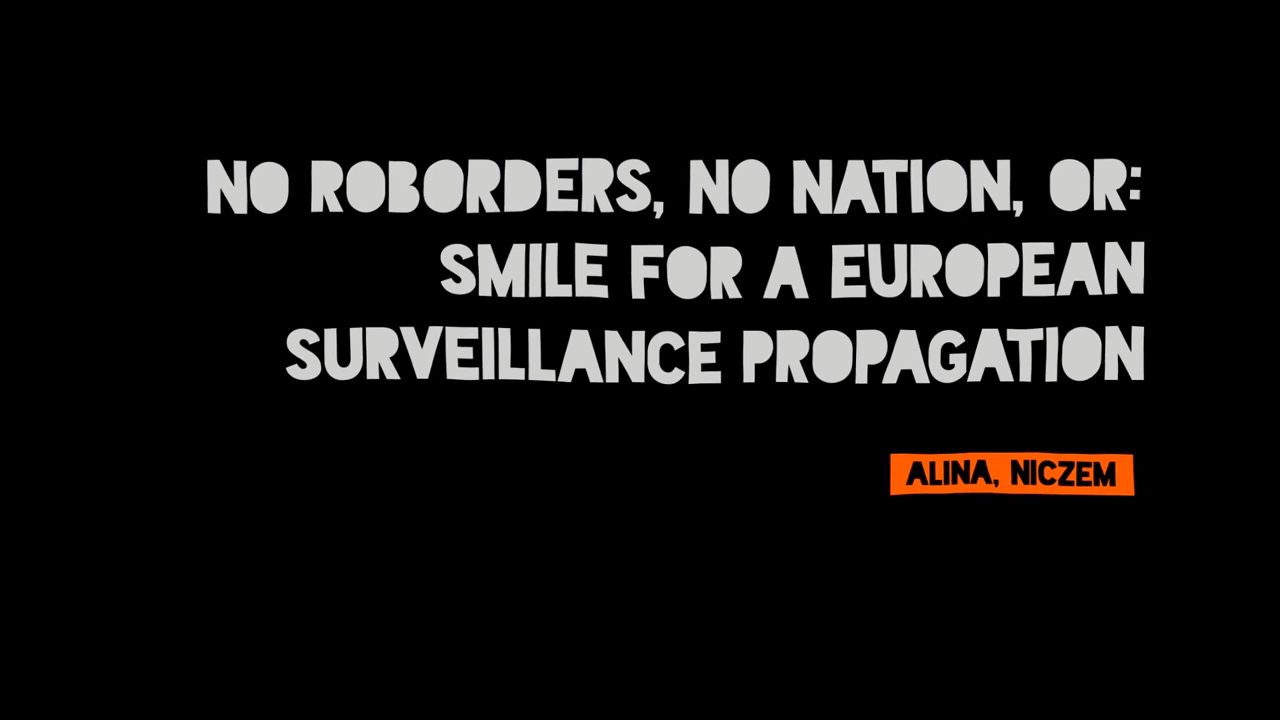 NO ROBORDERS, NO NATION, OR:
SMILE FOR A EUROPEAN
SURVEILLANCE PROPAGATION
ALINA, NICZEM